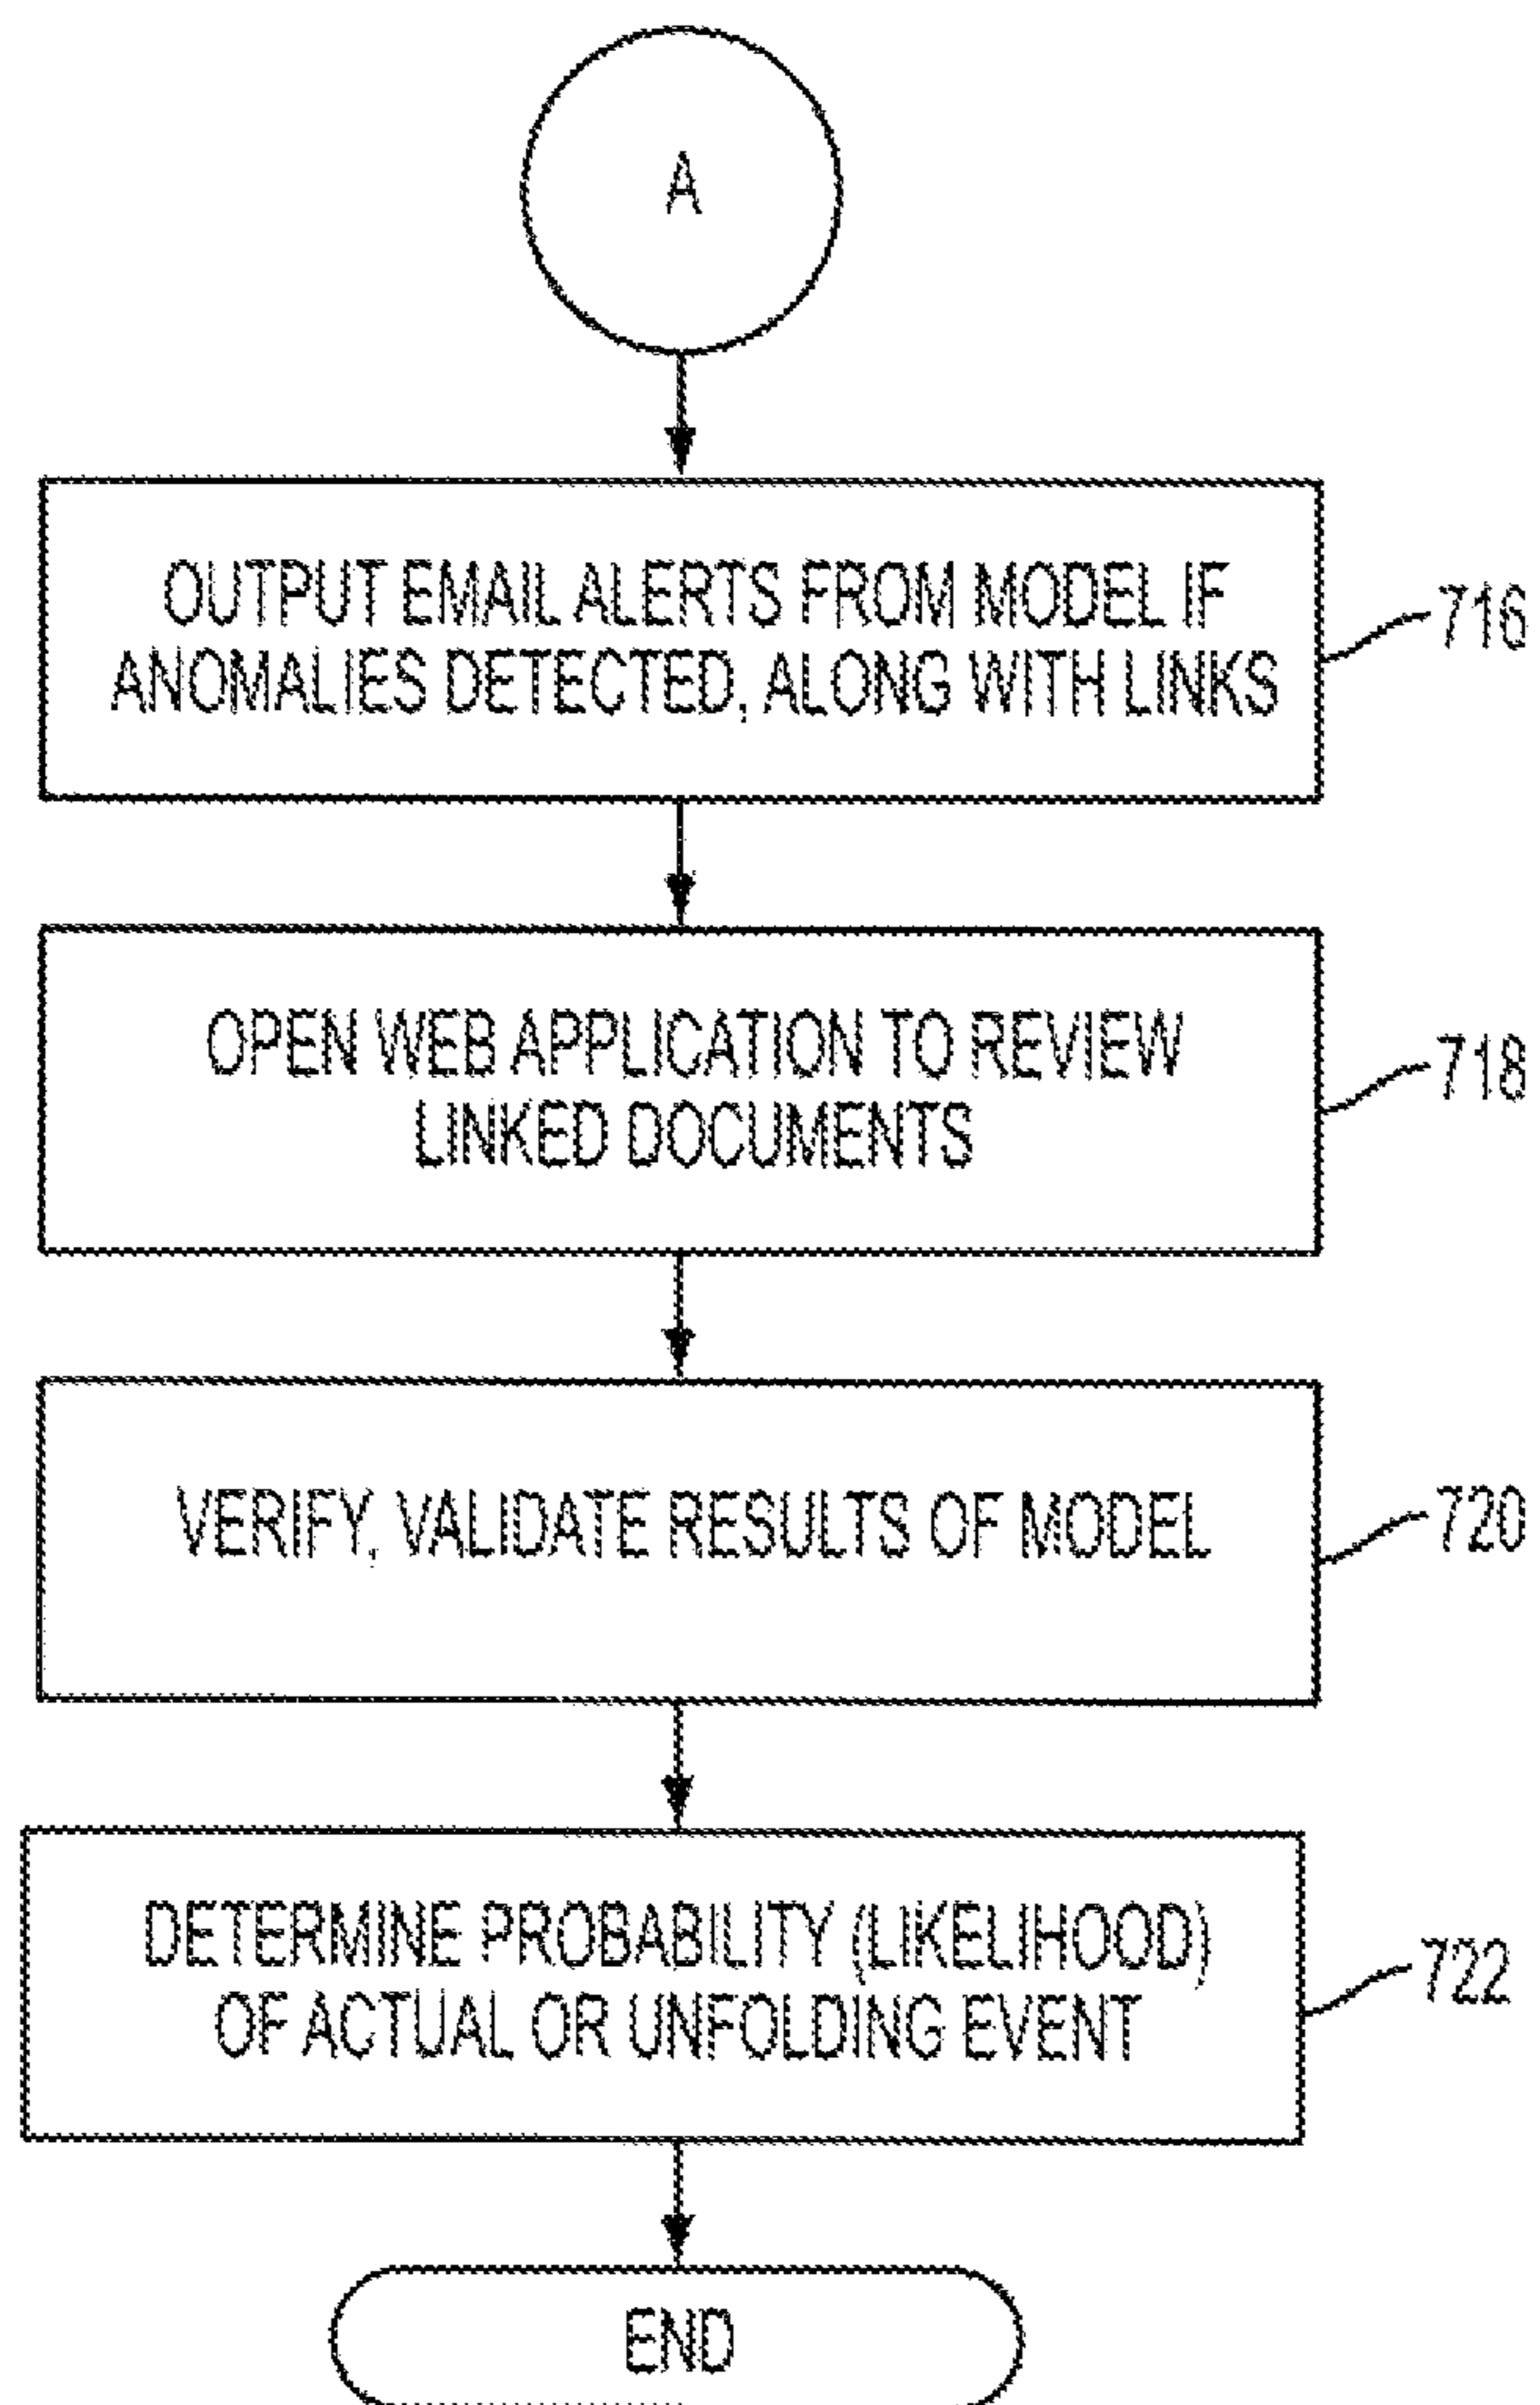 A
OUTPUT EMAIL ALERTS FROM MODEL IF
ANOMALIES DETECTED, ALONG WITH LINKS
716
OPEN WEB APPLICATION TO REVIEW
LINKED DOCUMENTS
718
VERIFY, VALIDATE RESULTS OF MODEL
720
DETERMINE PROBABILITY (LIKELIHOOD)
OF ACTUAL OR UNFOLDING EVENT
722
END